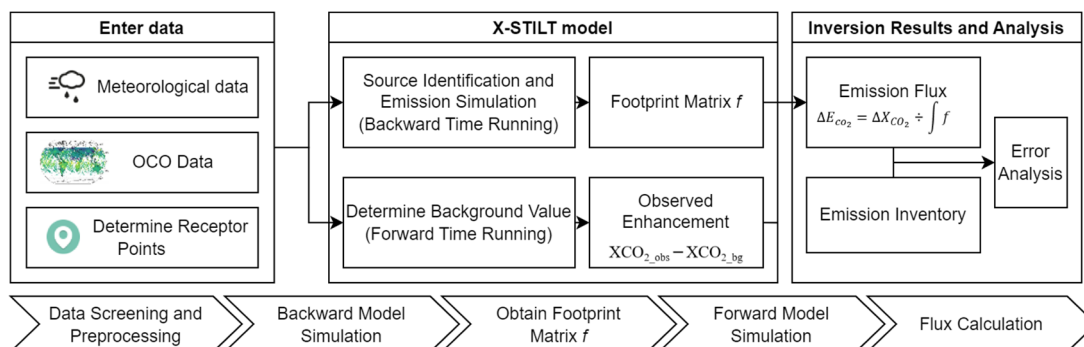 Enter data
Meteorological data
OCO Data
Determine Receptor
Points
X-STILT model
Source Identification and
Emission Simulation
(Backward Time Running)
Footprint Matrix f
Determine Background Value
(Forward Time Running)
Observed
Enhancement
XCO₂_obs−XCO₂_bg
Inversion Results and Analysis
Emission Flux
ΔE_co₂ = ΔX_CO₂ ÷ ∫ f
Emission Inventory
Error
Analysis
Data Screening and
Preprocessing
Backward Model
Simulation
Obtain Footprint
Matrix f
Forward Model
Simulation
Flux Calculation